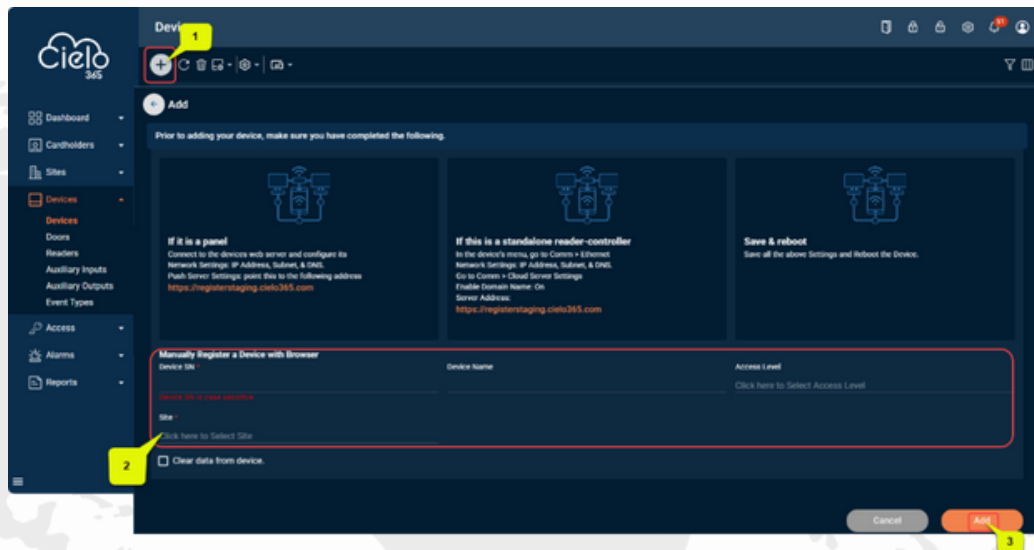 Cielo
365
Devi
1
51
Dashboard
Cardholders
Sites
Devices
Devices
Doors
Readers
Auxiliary Inputs
Auxiliary Outputs
Event Types
Access
Alarms
Reports
Add
Prior to adding your device, make sure you have completed the following.
If it is a panel
Connect to the devices web server and configure its
Network Settings: IP Address, Subnet, & DNS.
Push Server Settings: point this to the following address
https://registerstaging.cielo365.com
If this is a standalone reader-controller
In the device's menu, go to Comm > Ethernet
Network Settings: IP Address, Subnet, & DNS.
Go to Comm > Cloud Server Settings
Enable Domain Name: On
Server Address:
https://registerstaging.cielo365.com
Save & reboot
Save all the above Settings and Reboot the Device.
Manually Register a Device with Browser
Device SN *
Device Name
Access Level
Click here to Select Access Level
Device SN is case sensitive
Site *
Click here to Select Site
2
Clear data from device.
Cancel
Add
3